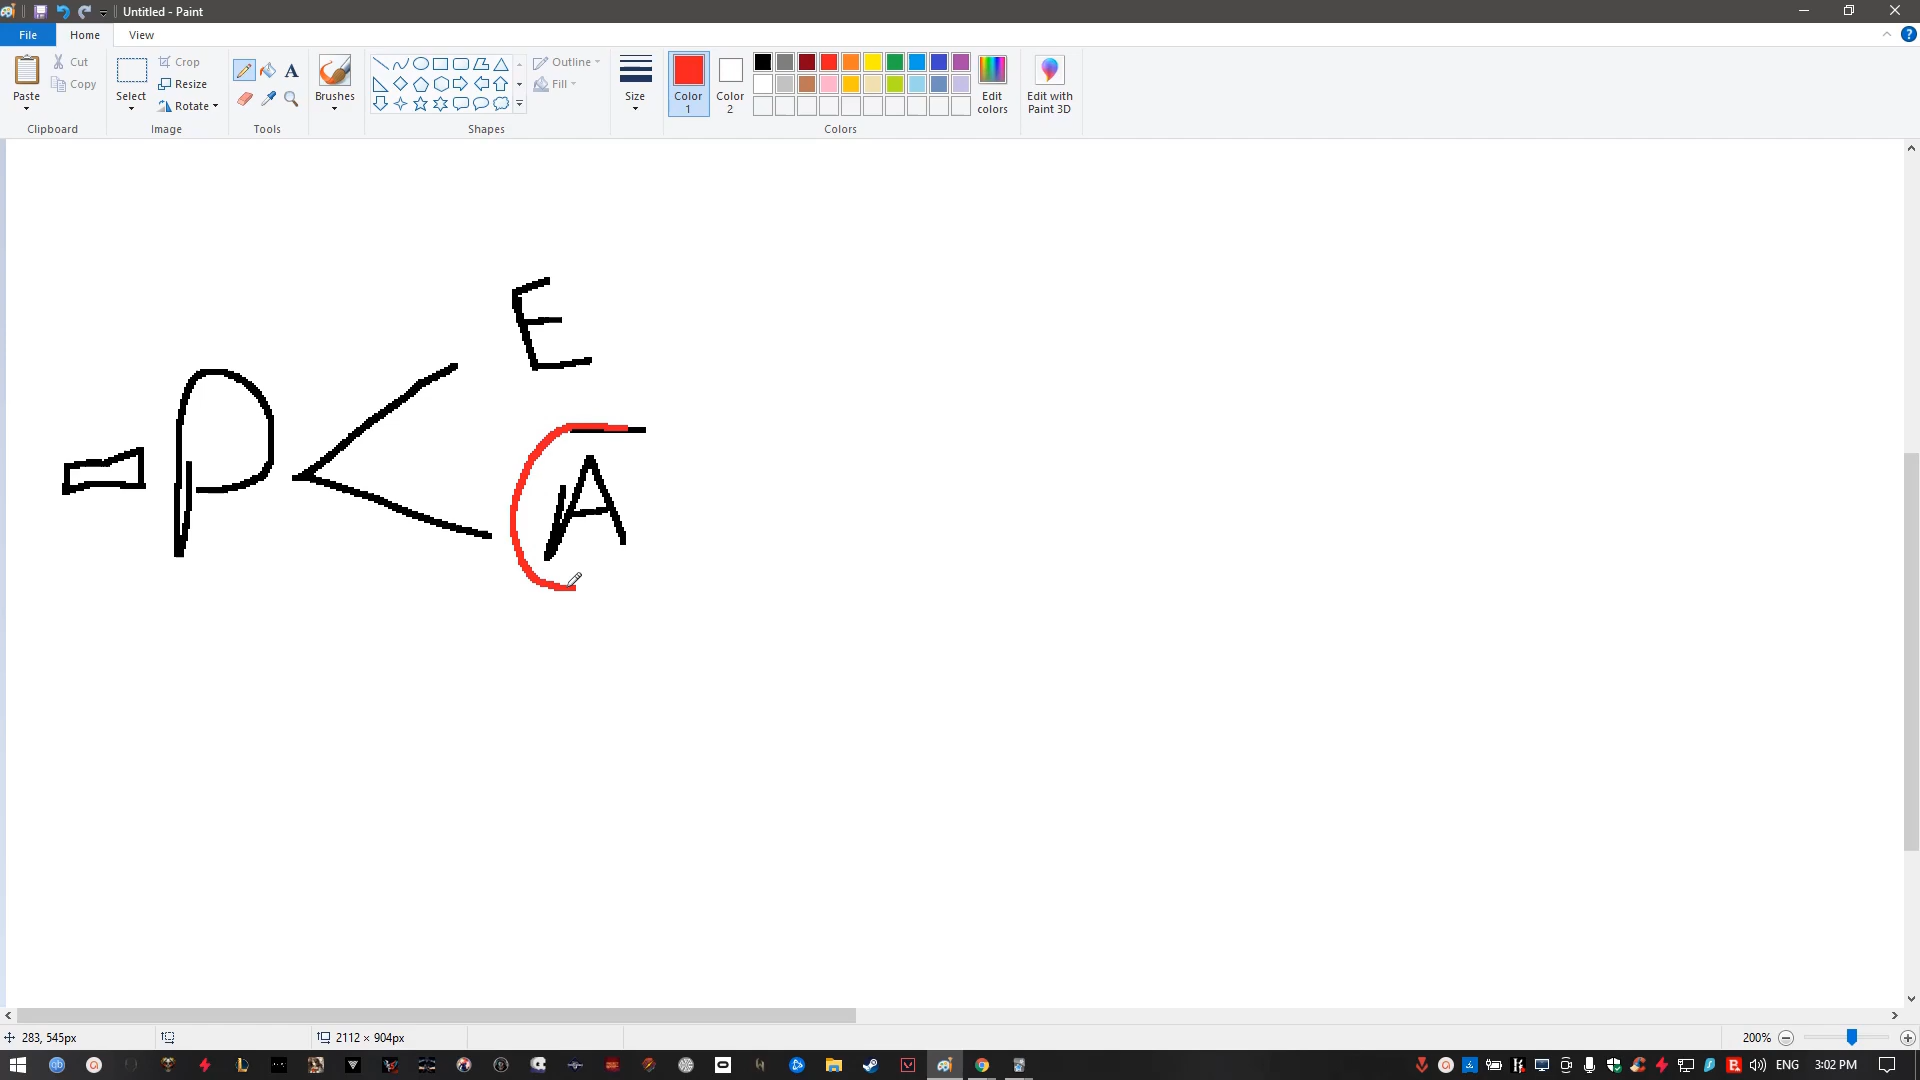 Untitled - Paint
File Home View
Paste
Cut
Copy
Clipboard
Select
Crop
Resize
Rotate
Image
Tools
Brushes
Shapes
Outline
Fill
Size
Color 1
Color 2
Colors
Edit colors
Edit with Paint 3D
E
P
A
283, 545px
2112 × 904px
200%
ENG
3:02 PM